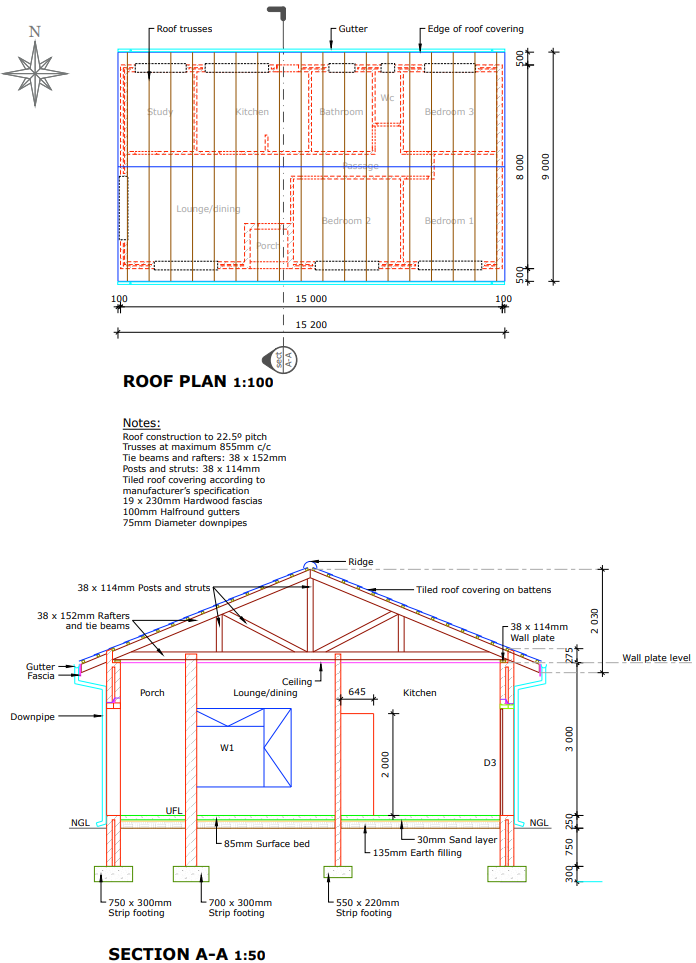 N
Roof trusses
Gutter
Edge of roof covering
500
Study
Kitchen
Bathroom
Wc
Bedroom 3
8 000
9 000
Passage
Lounge/dining
Bedroom 2
Bedroom 1
Porch
500
100
15 000
100
15 200
sect
A-A
ROOF PLAN 1:100
Notes:
Roof construction to 22.5º pitch
Trusses at maximum 855mm c/c
Tie beams and rafters: 38 x 152mm
Posts and struts: 38 x 114mm
Tiled roof covering according to
manufacturer's specification
19 x 230mm Hardwood fascias
100mm Halfround gutters
75mm Diameter downpipes
Ridge
38 x 114mm Posts and struts
Tiled roof covering on battens
38 x 152mm Rafters
and tie beams
2 030
38 x 114mm
Wall plate
275
Wall plate level
Gutter
Fascia
Ceiling
Porch
Lounge/dining
645
Kitchen
Downpipe
W1
2 000
D3
3 000
UFL
NGL
NGL
250
85mm Surface bed
30mm Sand layer
135mm Earth filling
750
300
750 x 300mm
Strip footing
700 x 300mm
Strip footing
550 x 220mm
Strip footing
SECTION A-A 1:50